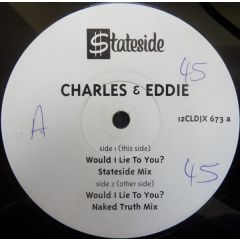 $tateside
45
CHARLES & EDDIE
A
12CLDJX 673 a
side 1 (this side)
Would I Lie To You?
Stateside Mix
side 2 (other side)
45
Would I Lie To You?
Naked Truth Mix